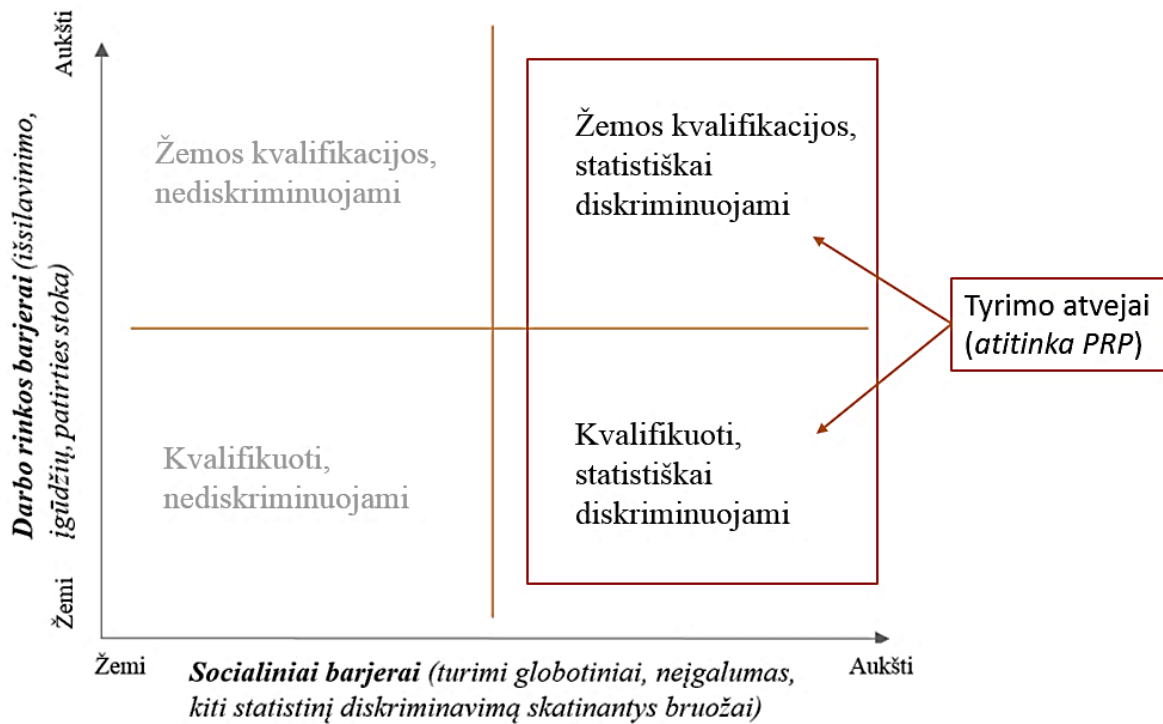 Aukšti
Darbo rinkos barjerai (išsilavinimo,
įgūdžių, patirties stoka)
Žemi
Žemos kvalifikacijos,
nediskriminuojami
Žemos kvalifikacijos,
statistiškai
diskriminuojami
Tyrimo atvejai
(atitinka PRP)
Kvalifikuoti,
nediskriminuojami
Kvalifikuoti,
statistiškai
diskriminuojami
Žemi
Socialiniai barjerai (turimi globotiniai, neįgalumas,
kiti statistinį diskriminavimą skatinantys bruožai)
Aukšti